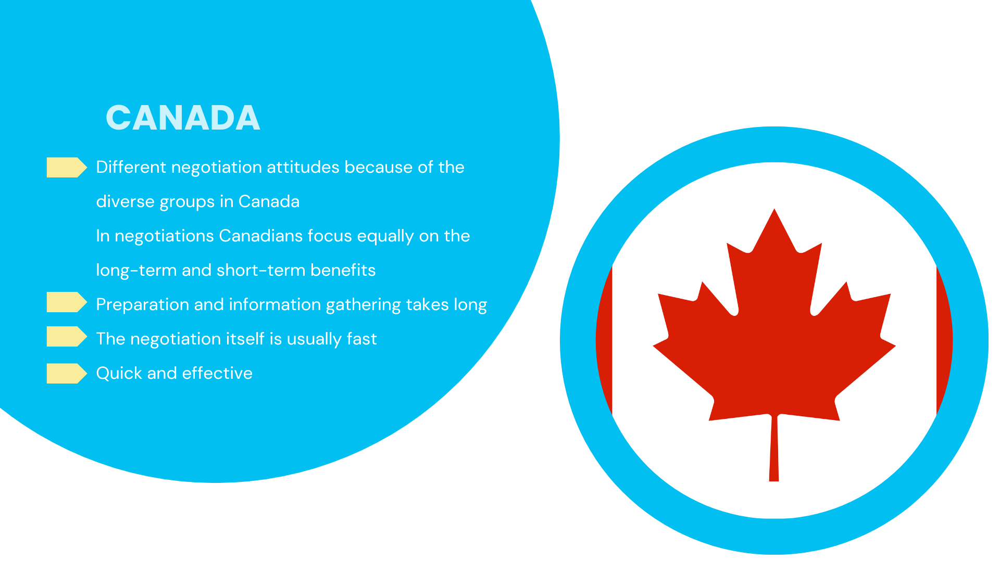 CANADA
Different negotiation attitudes because of the
diverse groups in Canada
In negotiations Canadians focus equally on the
long-term and short-term benefits
Preparation and information gathering takes long
The negotiation itself is usually fast
Quick and effective